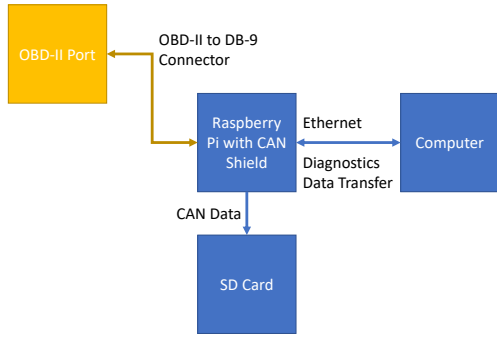 OBD-II Port
OBD-II to DB-9
Connector
Raspberry
Pi with CAN
Shield
Ethernet
Diagnostics
Data Transfer
Computer
CAN Data
SD Card